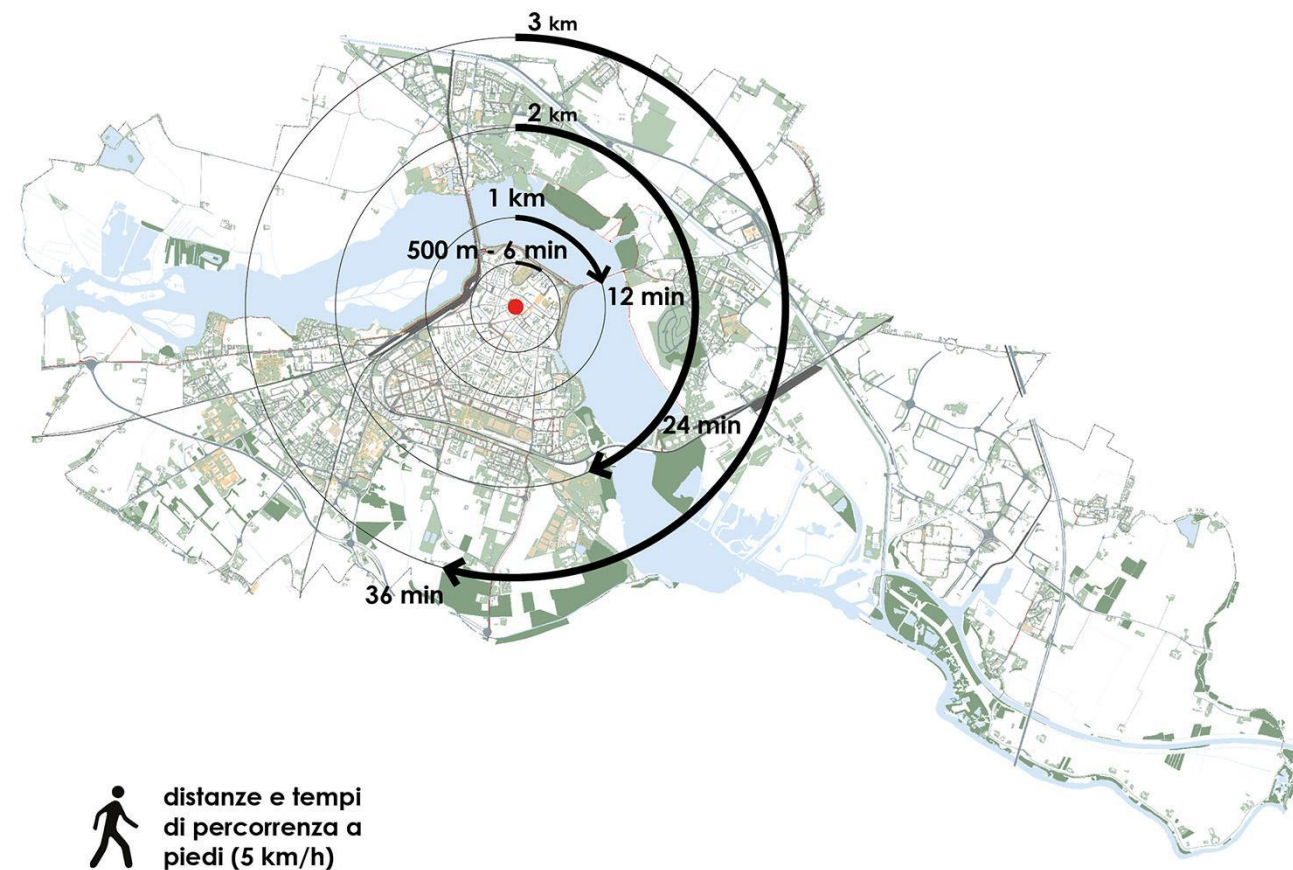 3 km
2 km
1 km
500 m - 6 min
12 min
24 min
36 min
distanze e tempi
di percorrenza a
piedi (5 km/h)